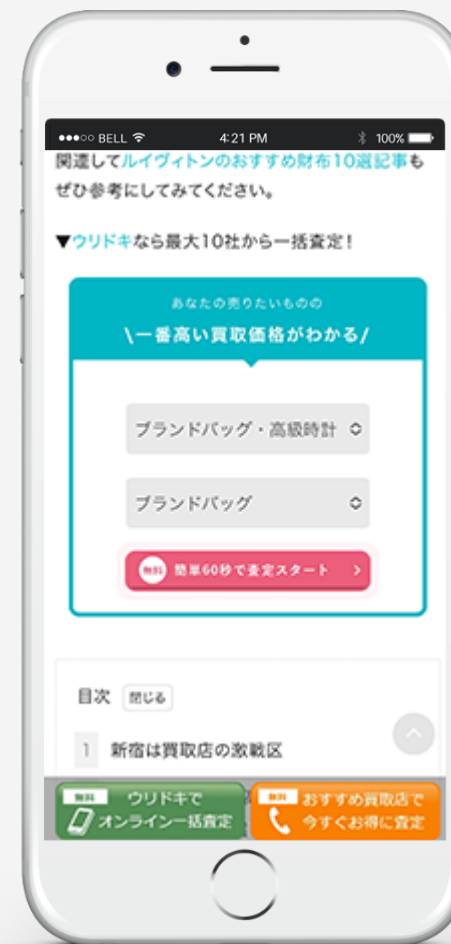 BELL 4:21 PM 100%
関連してルイヴィトンのおすすめ財布10選記事も
ぜひ参考にしてみてください。
▼ウリドキなら最大10社から一括査定！
あなたの売りたいものの
\一番高い買取価格がわかる/
ブランドバッグ・高級時計
ブランドバッグ
無料 簡単60秒で査定スタート
目次 閉じる
1 新宿は買取店の激戦区
無料 ウリドキで
オンライン一括査定
無料 おすすめ買取店で
今すぐお得に査定